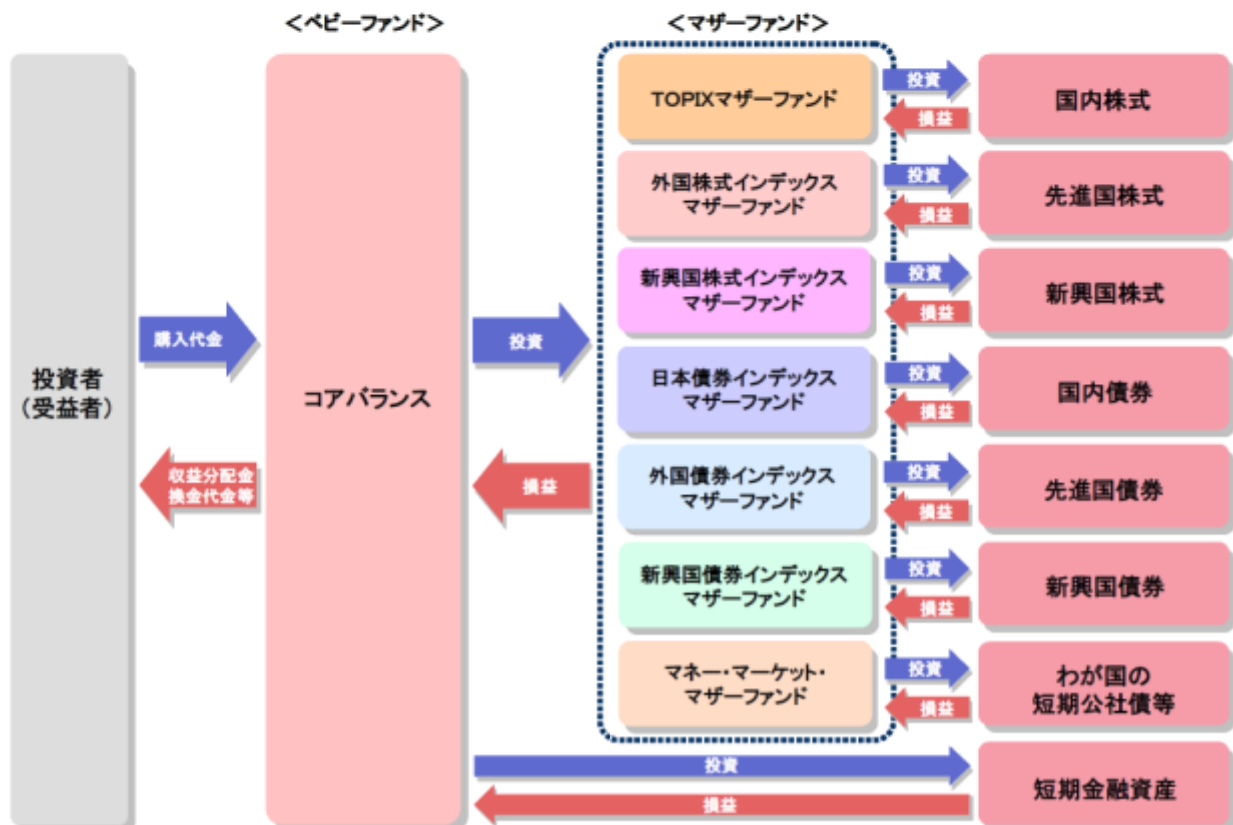 <ベビーファンド>
<マザーファンド>
投資者
(受益者)
購入代金
収益分配金
換金代金等
コアバランス
投資
損益
TOPIXマザーファンド
投資
損益
国内株式
外国株式インデックス
マザーファンド
投資
損益
先進国株式
新興国株式インデックス
マザーファンド
投資
損益
新興国株式
日本債券インデックス
マザーファンド
投資
損益
国内債券
外国債券インデックス
マザーファンド
投資
損益
先進国債券
新興国債券インデックス
マザーファンド
投資
損益
新興国債券
マネー・マーケット・
マザーファンド
投資
損益
わが国の
短期公社債等
投資
損益
短期金融資産